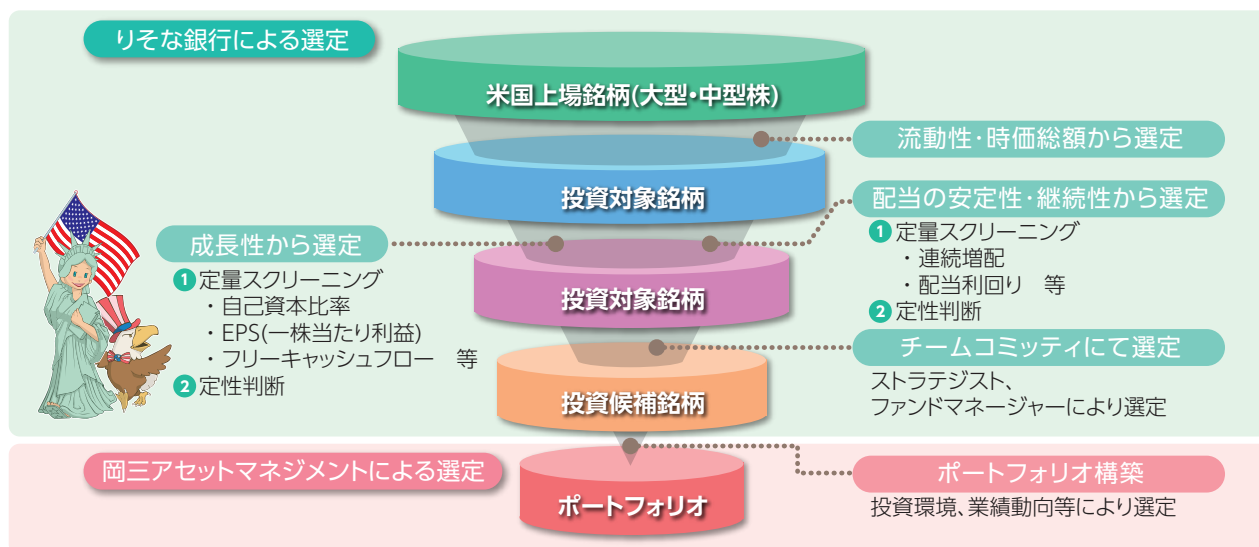 りそな銀行による選定
米国上場銘柄(大型・中型株)
流動性・時価総額から選定
投資対象銘柄
配当の安定性・継続性から選定
1 定量スクリーニング
・連続増配
・配当利回り 等
2 定性判断
成長性から選定
1 定量スクリーニング
・自己資本比率
・EPS(一株当たり利益)
・フリーキャッシュフロー 等
2 定性判断
投資対象銘柄
チームコミッティにて選定
ストラテジスト、
ファンドマネージャーにより選定
投資候補銘柄
岡三アセットマネジメントによる選定
ポートフォリオ構築
投資環境、業績動向等により選定
ポートフォリオ